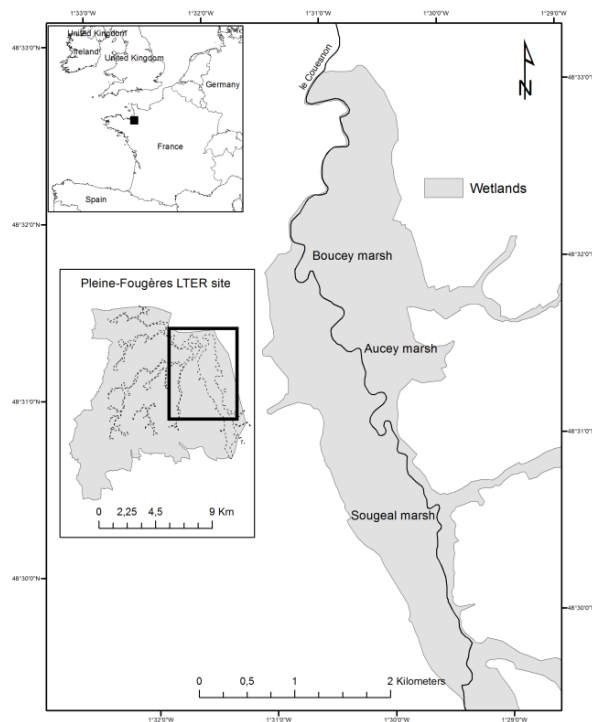 1°33'0"W
1°32'0"W
1°31'0"W
1°30'0"W
1°29'0"W
48°33'0"N
48°33'0"N
United Kingdom
Ireland
United Kingdom
Germany
France
Spain
le Couesnon
N
Wetlands
48°32'0"N
48°32'0"N
Boucey marsh
Pleine-Fougères LTER site
Aucey marsh
48°31'0"N
48°31'0"N
0 2,25 4,5 9 Km
Sougeal marsh
48°30'0"N
48°30'0"N
0 0,5 1 2 Kilometers
1°32'0"W
1°31'0"W
1°30'0"W
1°29'0"W